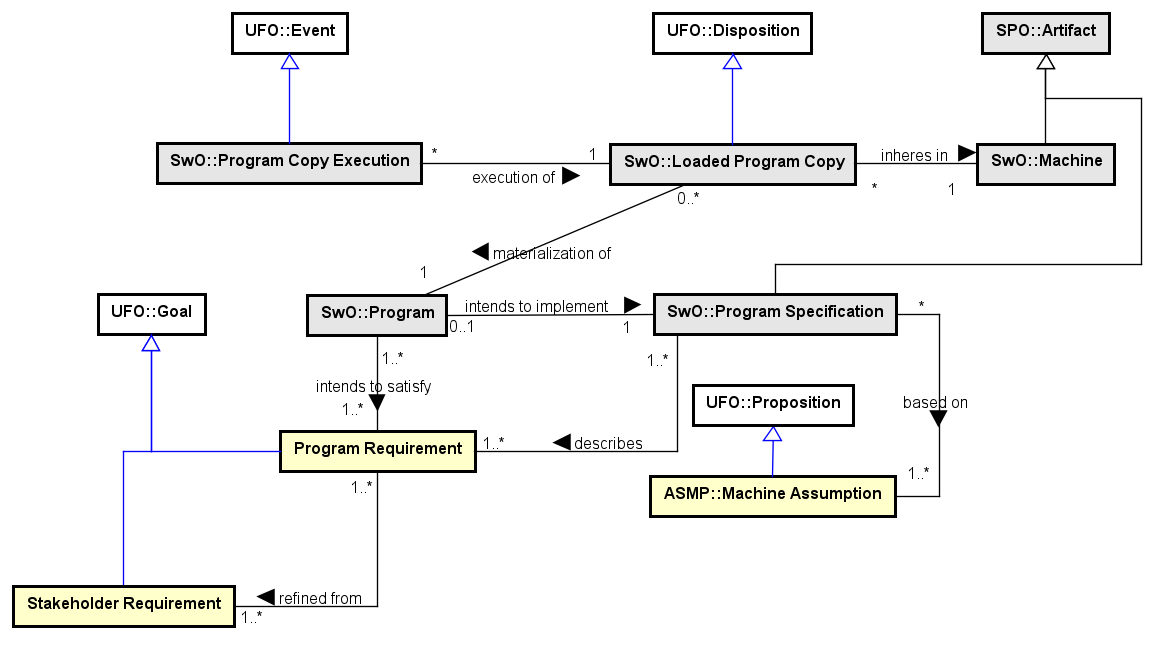 UFO::Event
UFO::Disposition
SPO::Artifact
SwO::Program Copy Execution
*
execution of
1
SwO::Loaded Program Copy
inheres in
*
1
SwO::Machine
0..*
materialization of
1
UFO::Goal
SwO::Program
intends to implement
0..1
1
SwO::Program Specification
*
1..*
intends to satisfy
1..*
1..*
UFO::Proposition
based on
Program Requirement
1..*
describes
1..*
ASMP::Machine Assumption
1..*
Stakeholder Requirement
refined from
1..*